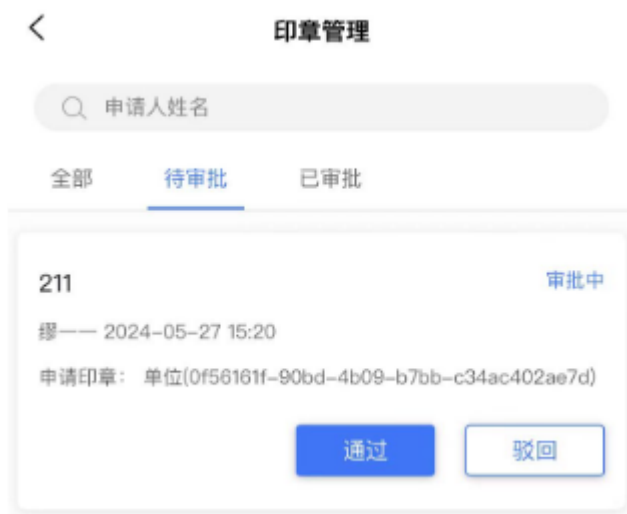 印章管理
申请人姓名
全部 待审批 已审批
211 审批中
缪一一 2024-05-27 15:20
申请印章： 单位(0f56161f-90bd-4b09-b7bb-c34ac402ae7d)
通过 驳回